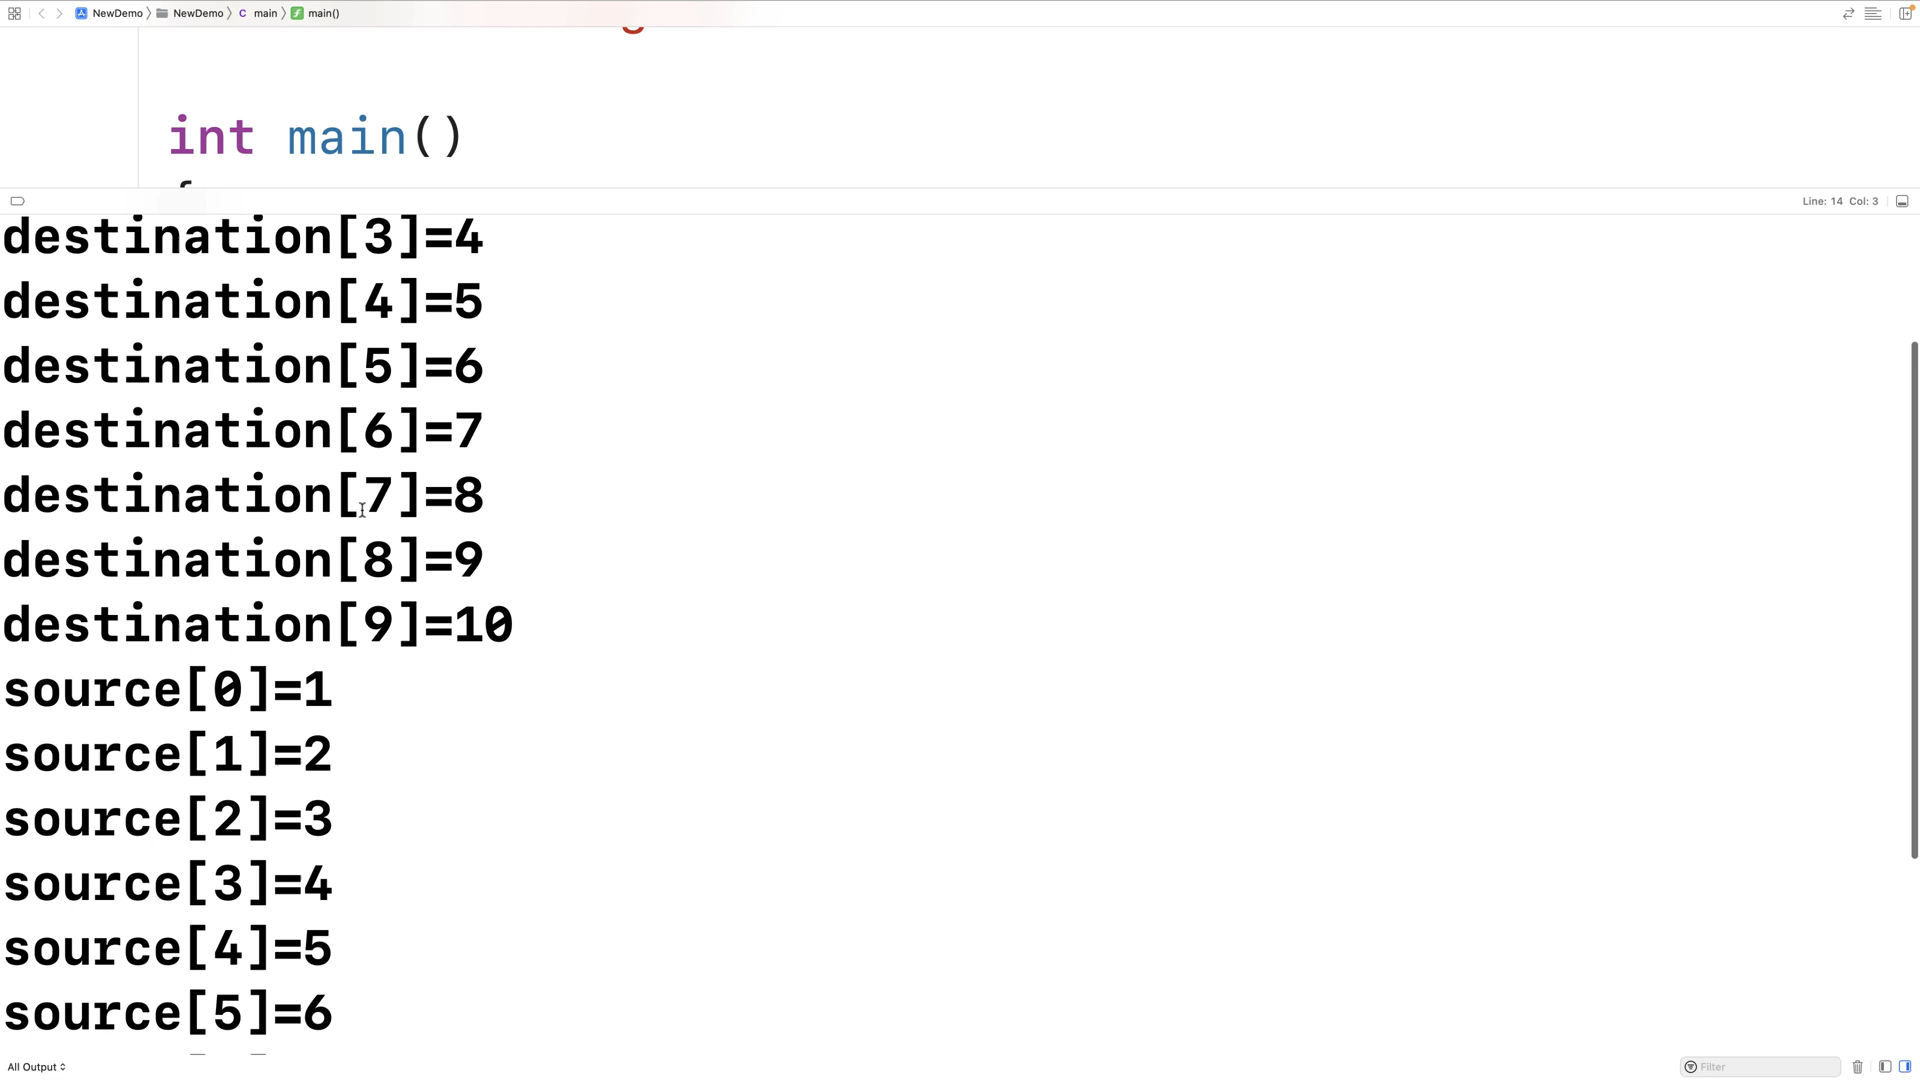 NewDemo NewDemo C main main()
int main()
{
Line: 14 Col: 3
destination[3]=4
destination[4]=5
destination[5]=6
destination[6]=7
destination[7]=8
destination[8]=9
destination[9]=10
source[0]=1
source[1]=2
source[2]=3
source[3]=4
source[4]=5
source[5]=6
All Output
Filter